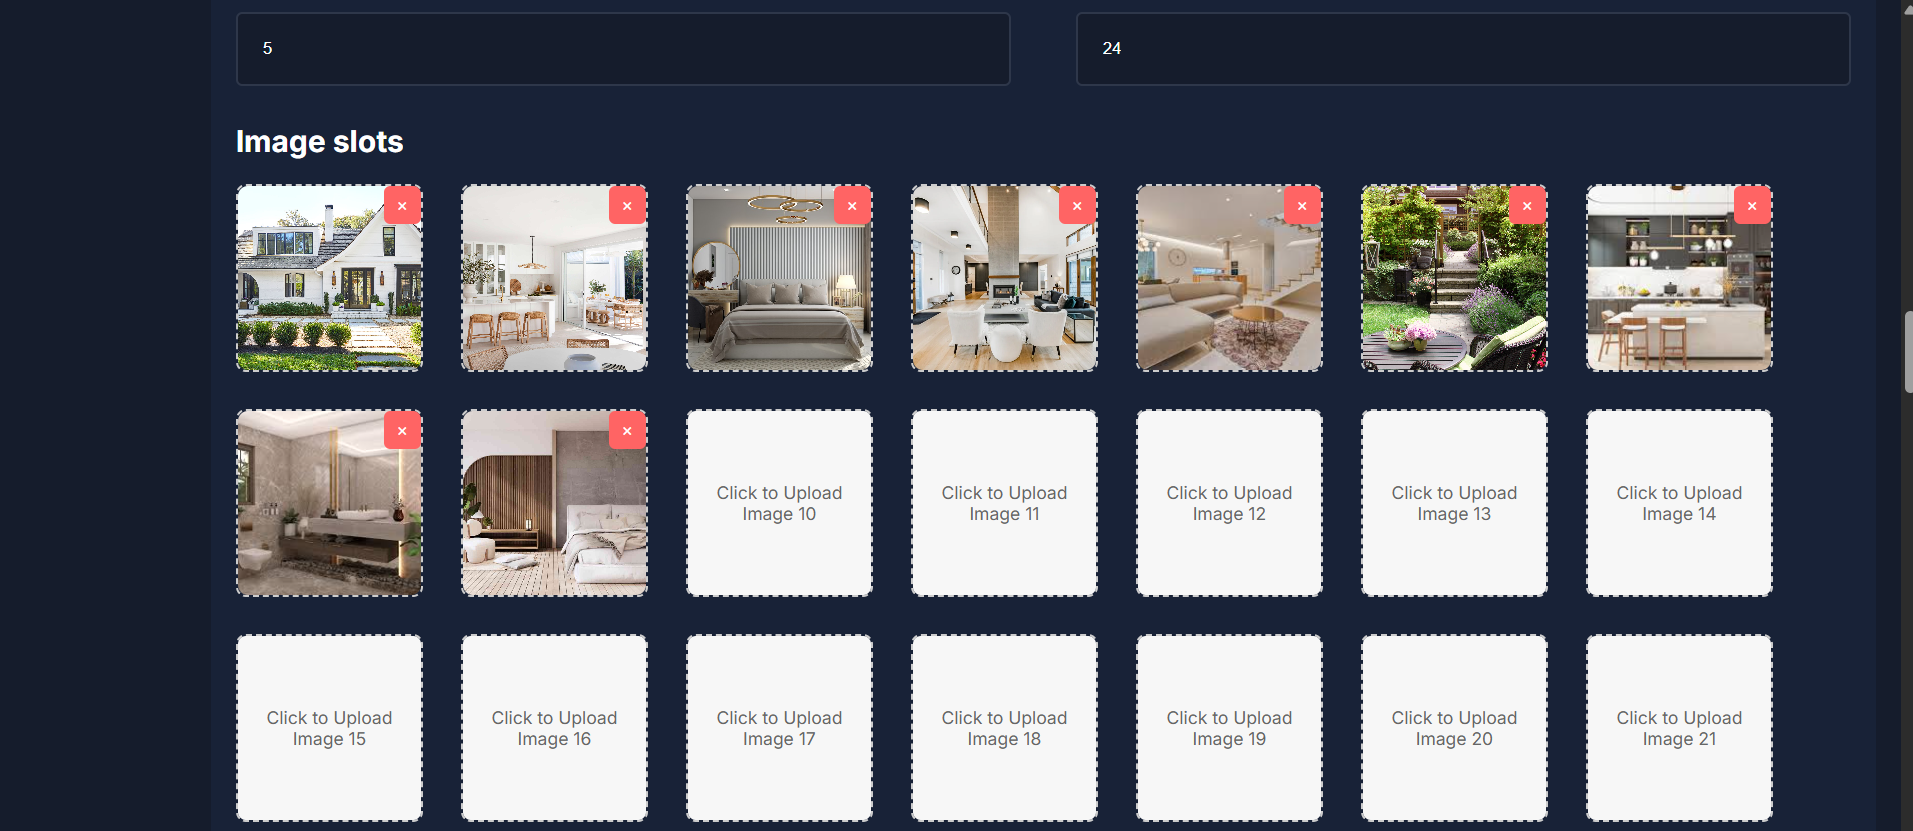 5
24
Image slots
×
×
×
×
×
×
×
×
×
Click to Upload
Image 10
Click to Upload
Image 11
Click to Upload
Image 12
Click to Upload
Image 13
Click to Upload
Image 14
Click to Upload
Image 15
Click to Upload
Image 16
Click to Upload
Image 17
Click to Upload
Image 18
Click to Upload
Image 19
Click to Upload
Image 20
Click to Upload
Image 21